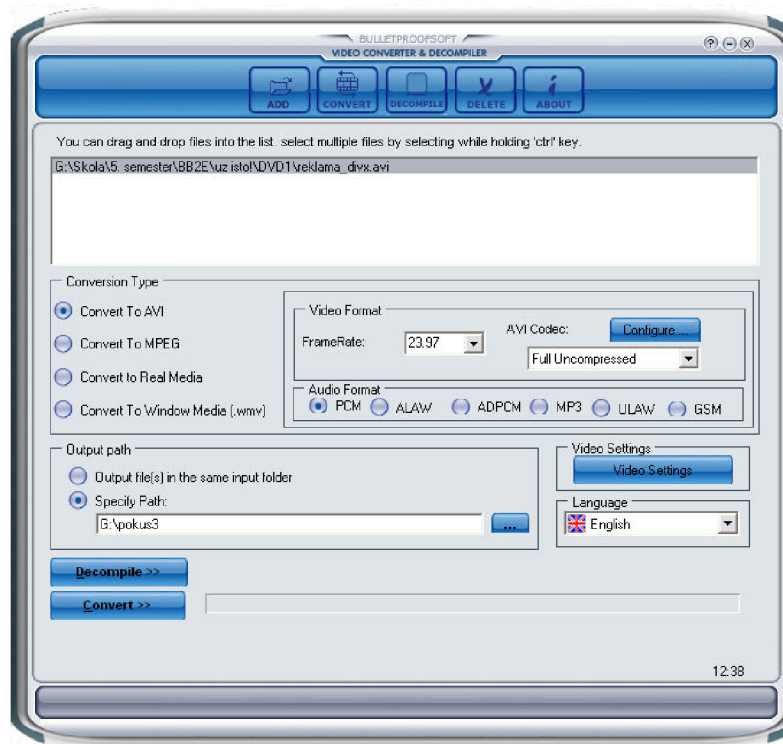 BULLETPROOFSOFT
VIDEO CONVERTER & DECOMPILER
ADD CONVERT DECOMPILE DELETE ABOUT
You can drag and drop files into the list. select multiple files by selecting while holding 'ctrl' key.
G:\Skola\5. semester\BB2E\uz isto!\DVD1\reklama_divx.avi
Conversion Type
Convert To AVI
Convert To MPEG
Convert to Real Media
Convert To Window Media (.wmv)
Video Format
FrameRate: 23.97
AVI Codec: Configure ...
Full Uncompressed
Audio Format
PCM ALAW ADPCM MP3 ULAW GSM
Output path
Output file(s) in the same input folder
Specify Path:
G:\pokus3 ...
Video Settings
Video Settings
Language
English
Decompile >>
Convert >>
12:38